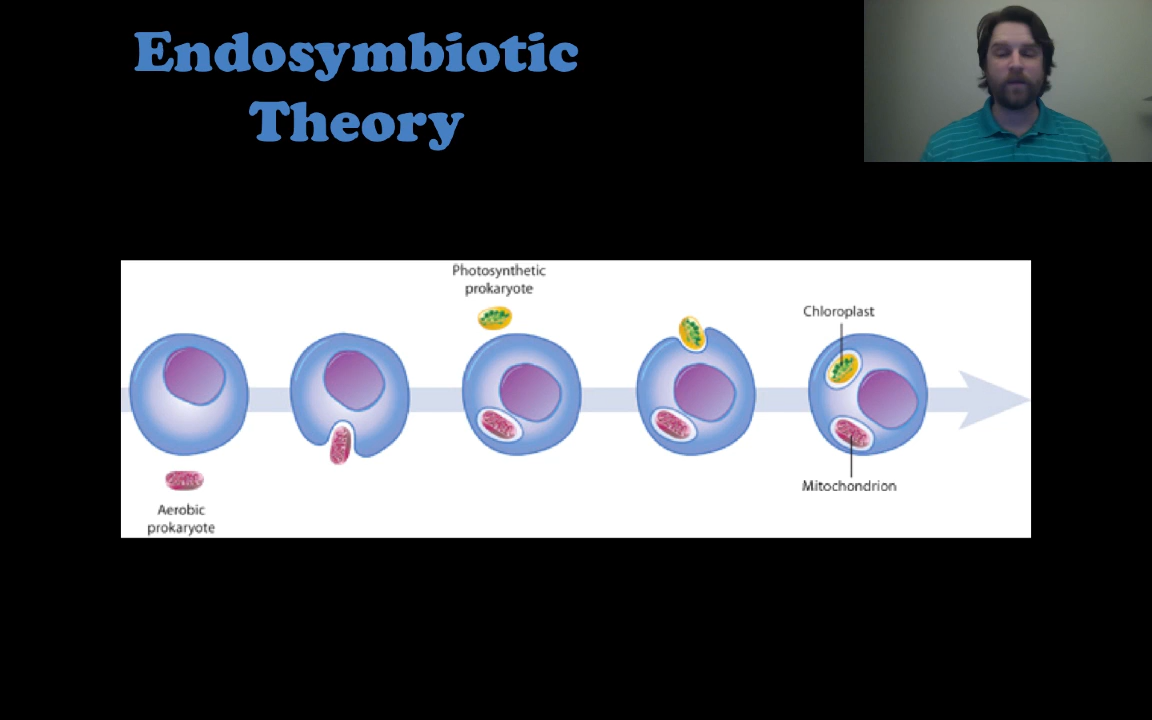 Endosymbiotic
Theory
Photosynthetic
prokaryote
Chloroplast
Mitochondrion
Aerobic
prokaryote